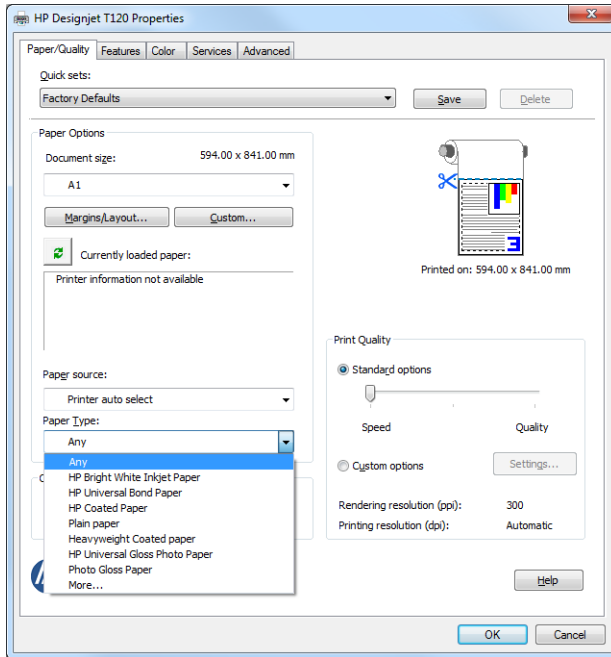 HP Designjet T120 Properties
Paper/Quality Features Color Services Advanced
Quick sets:
Factory Defaults
Save
Delete
Paper Options
Document size: 594.00 x 841.00 mm
A1
Margins/Layout... Custom...
Currently loaded paper:
Printer information not available
Paper source:
Printer auto select
Paper Type:
Any
Any
HP Bright White Inkjet Paper
HP Universal Bond Paper
HP Coated Paper
Plain paper
Heavyweight Coated paper
HP Universal Gloss Photo Paper
Photo Gloss Paper
More...
3
Printed on: 594.00 x 841.00 mm
Print Quality
Standard options
Speed Quality
Custom options Settings...
Rendering resolution (ppi): 300
Printing resolution (dpi): Automatic
Help
OK Cancel